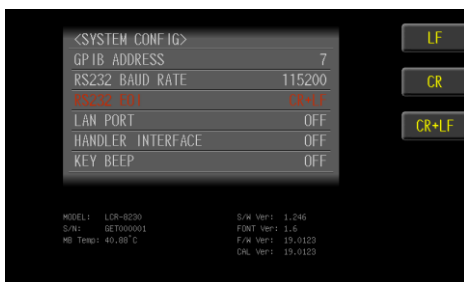 <SYSTEM CONFIG>
GPIB ADDRESS 7
RS232 BAUD RATE 115200
RS232 EOI CR+LF
LAN PORT OFF
HANDLER INTERFACE OFF
KEY BEEP OFF
LF
CR
CR+LF
MODEL: LCR-8230 S/W Ver: 1.246
S/N: GET000001 FONT Ver: 1.6
MB Temp: 40.88°C F/W Ver: 19.0123
CAL Ver: 19.0123